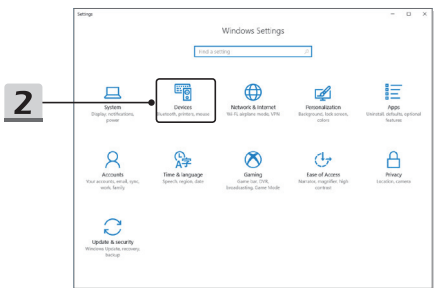 Settings
Windows Settings
Find a setting
2
System
Display, notifications,
power
Devices
Bluetooth, printers, mouse
Network & Internet
Wi-Fi, airplane mode, VPN
Personalization
Background, lock screen,
colors
Apps
Uninstall, defaults, optional
features
Accounts
Your accounts, email, sync,
work, family
Time & language
Speech, region, date
Gaming
Game bar, DVR,
broadcasting, Game Mode
Ease of Access
Narrator, magnifier, high
contrast
Privacy
Location, camera
Update & security
Windows Update, recovery,
backup